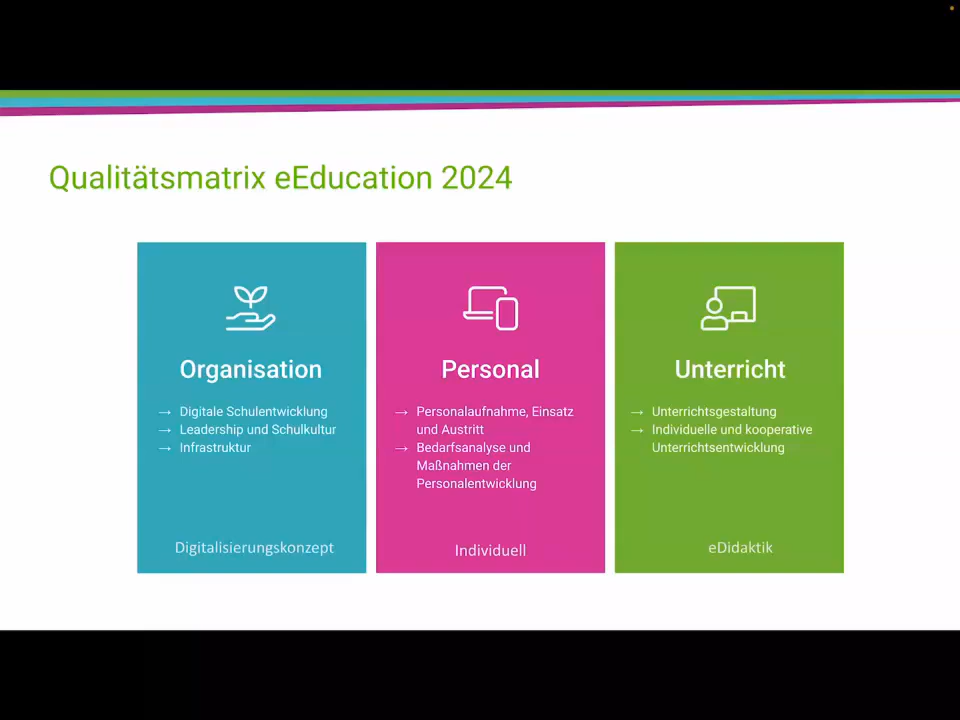 Qualitätsmatrix eEducation 2024
Organisation
→ Digitale Schulentwicklung
→ Leadership und Schulkultur
→ Infrastruktur
Digitalisierungskonzept
Personal
→ Personalaufnahme, Einsatz
und Austritt
→ Bedarfsanalyse und
Maßnahmen der
Personalentwicklung
Individuell
Unterricht
→ Unterrichtsgestaltung
→ Individuelle und kooperative
Unterrichtsentwicklung
eDidaktik